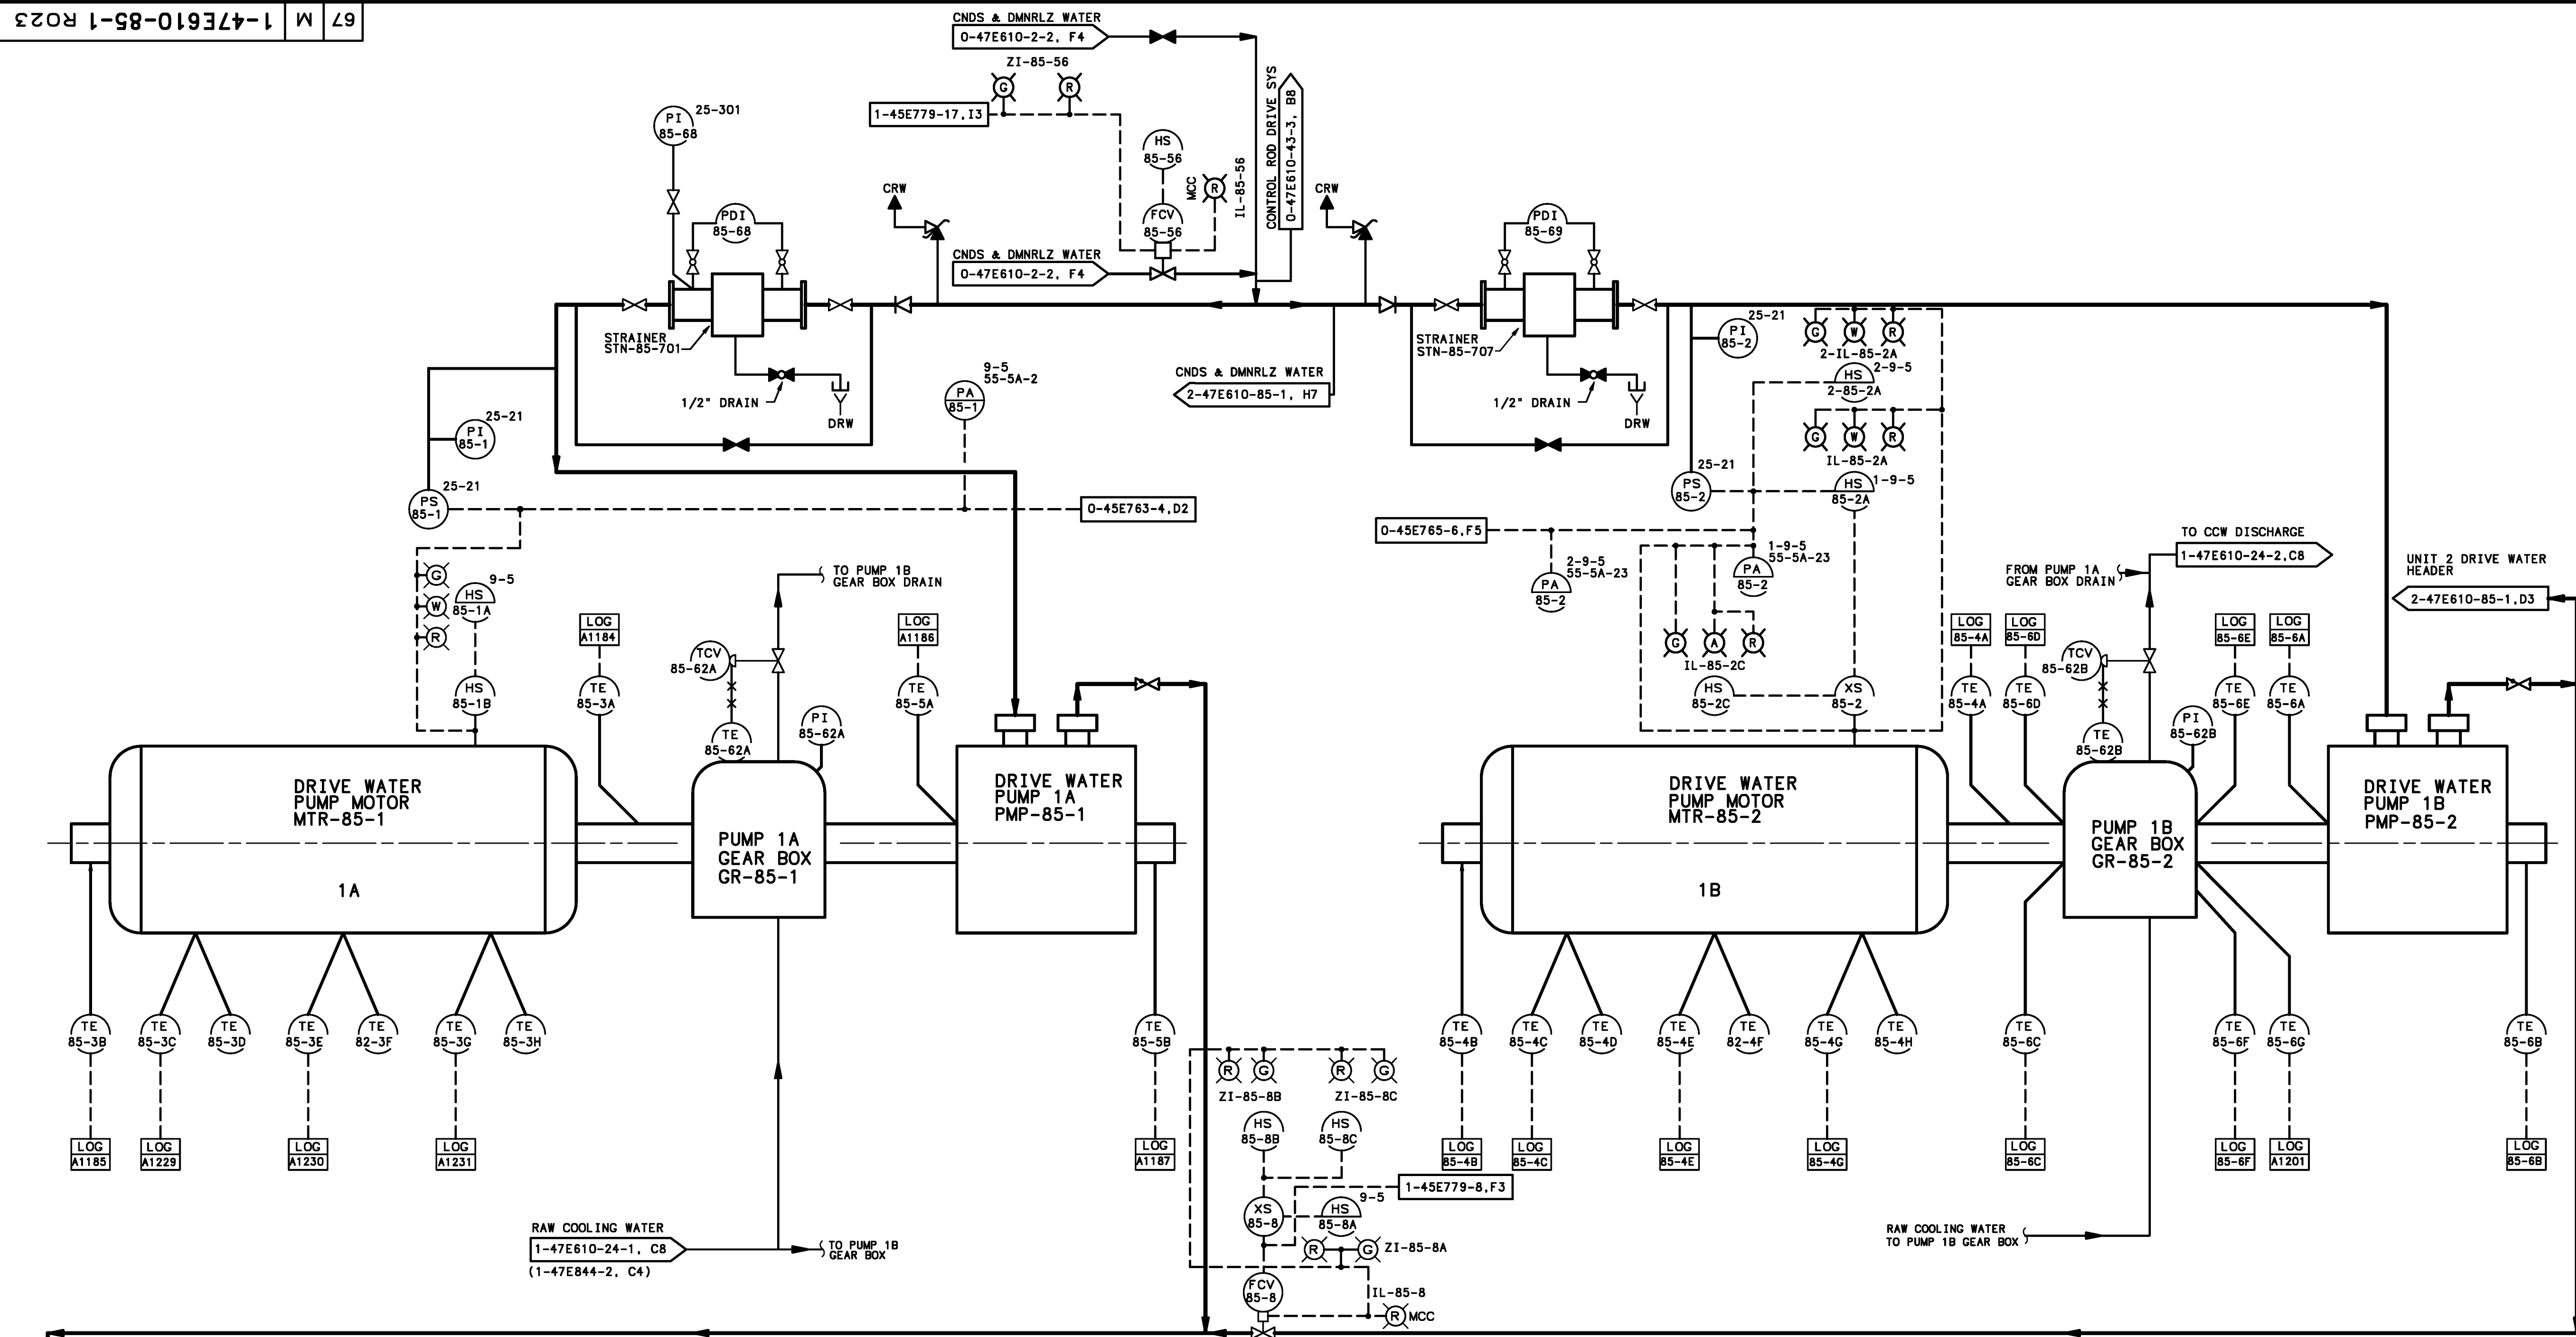 1-47E610-85-1 R023
M
67
CNDS & DMNRLZ WATER
0-47E610-2-2, F4
ZI-85-56
G
R
1-45E779-17,I3
HS
85-56
FCV
85-56
MCC
R
IL-85-56
CONTROL ROD DRIVE SYS
0-47E610-43-3, B8
CNDS & DMNRLZ WATER
0-47E610-2-2, F4
PI
85-68
25-301
PDI
85-68
CRW
CRW
PDI
85-69
STRAINER
STN-85-701
1/2" DRAIN
DRW
STRAINER
STN-85-707
1/2" DRAIN
DRW
CNDS & DMNRLZ WATER
2-47E610-85-1, H7
PI
85-1
25-21
PS
85-1
25-21
9-5
55-5A-2
PA
85-1
0-45E763-4,D2
PI
85-2
25-21
PS
85-2
25-21
G
W
R
2-IL-85-2A
HS
2-85-2A
2-9-5
G
W
R
IL-85-2A
HS
85-2A
1-9-5
0-45E765-6,F5
2-9-5
55-5A-23
PA
85-2
1-9-5
55-5A-23
PA
85-2
G
A
R
IL-85-2C
HS
85-2C
XS
85-2
G
W
R
9-5
HS
85-1A
HS
85-1B
LOG
A1184
TE
85-3A
TO PUMP 1B
GEAR BOX DRAIN
TCV
85-62A
TE
85-62A
PI
85-62A
LOG
A1186
TE
85-5A
DRIVE WATER
PUMP MOTOR
MTR-85-1
1A
PUMP 1A
GEAR BOX
GR-85-1
DRIVE WATER
PUMP 1A
PMP-85-1
TO CCW DISCHARGE
1-47E610-24-2,C8
FROM PUMP 1A
GEAR BOX DRAIN
UNIT 2 DRIVE WATER
HEADER
2-47E610-85-1,D3
LOG
85-4A
LOG
85-6D
LOG
85-6E
LOG
85-6A
TE
85-4A
TE
85-6D
TCV
85-62B
TE
85-62B
PI
85-62B
TE
85-6E
TE
85-6A
DRIVE WATER
PUMP MOTOR
MTR-85-2
1B
PUMP 1B
GEAR BOX
GR-85-2
DRIVE WATER
PUMP 1B
PMP-85-2
TE
85-3B
TE
85-3C
TE
85-3D
TE
85-3E
TE
82-3F
TE
85-3G
TE
85-3H
TE
85-5B
LOG
A1185
LOG
A1229
LOG
A1230
LOG
A1231
LOG
A1187
R
G
ZI-85-8B
R
G
ZI-85-8C
HS
85-8B
HS
85-8C
1-45E779-8,F3
XS
85-8
HS
85-8A
9-5
R
G
ZI-85-8A
FCV
85-8
IL-85-8
R
MCC
TE
85-4B
TE
85-4C
TE
85-4D
TE
85-4E
TE
82-4F
TE
85-4G
TE
85-4H
TE
85-6C
TE
85-6F
TE
85-6G
TE
85-6B
LOG
85-4B
LOG
85-4C
LOG
85-4E
LOG
85-4G
LOG
85-6C
LOG
85-6F
LOG
A1201
LOG
85-6B
RAW COOLING WATER
1-47E610-24-1, C8
(1-47E844-2, C4)
TO PUMP 1B
GEAR BOX
RAW COOLING WATER
TO PUMP 1B GEAR BOX